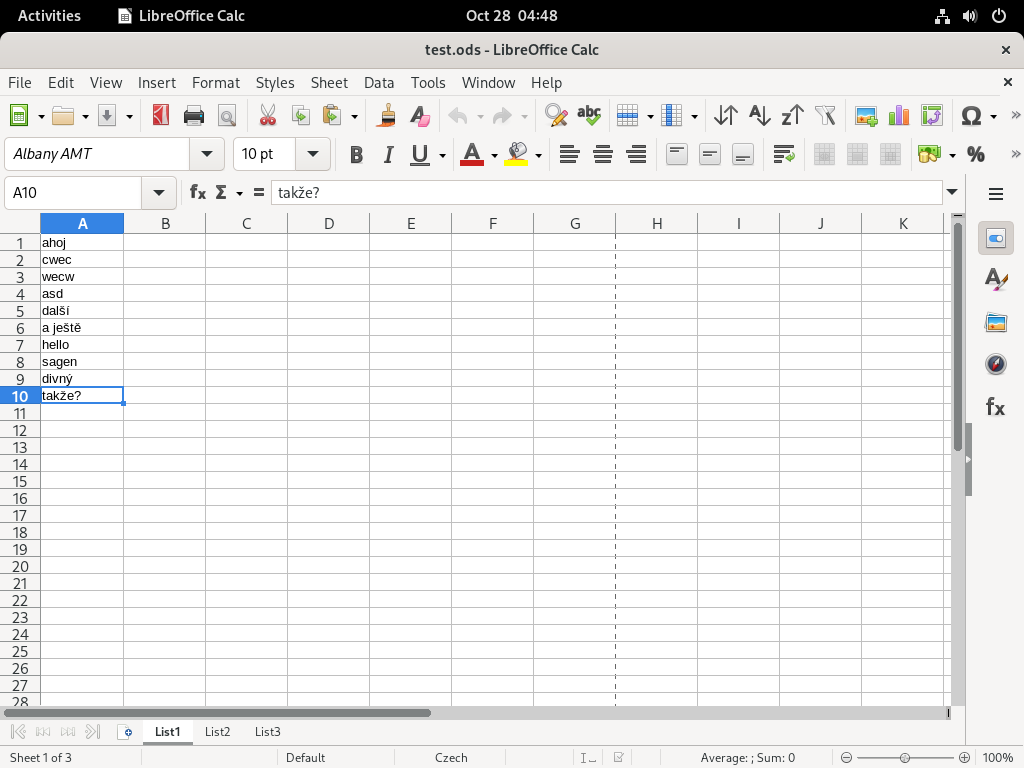 Activities LibreOffice Calc Oct 28 04:48
test.ods - LibreOffice Calc
File Edit View Insert Format Styles Sheet Data Tools Window Help
Albany AMT 10 pt
A10 takže?
A B C D E F G H I J K
1 ahoj
2 cwec
3 wecw
4 asd
5 další
6 a ještě
7 hello
8 sagen
9 divný
10 takže?
11
12
13
14
15
16
17
18
19
20
21
22
23
24
25
26
27
28
List1 List2 List3
Sheet 1 of 3 Default Czech Average: ; Sum: 0 100%